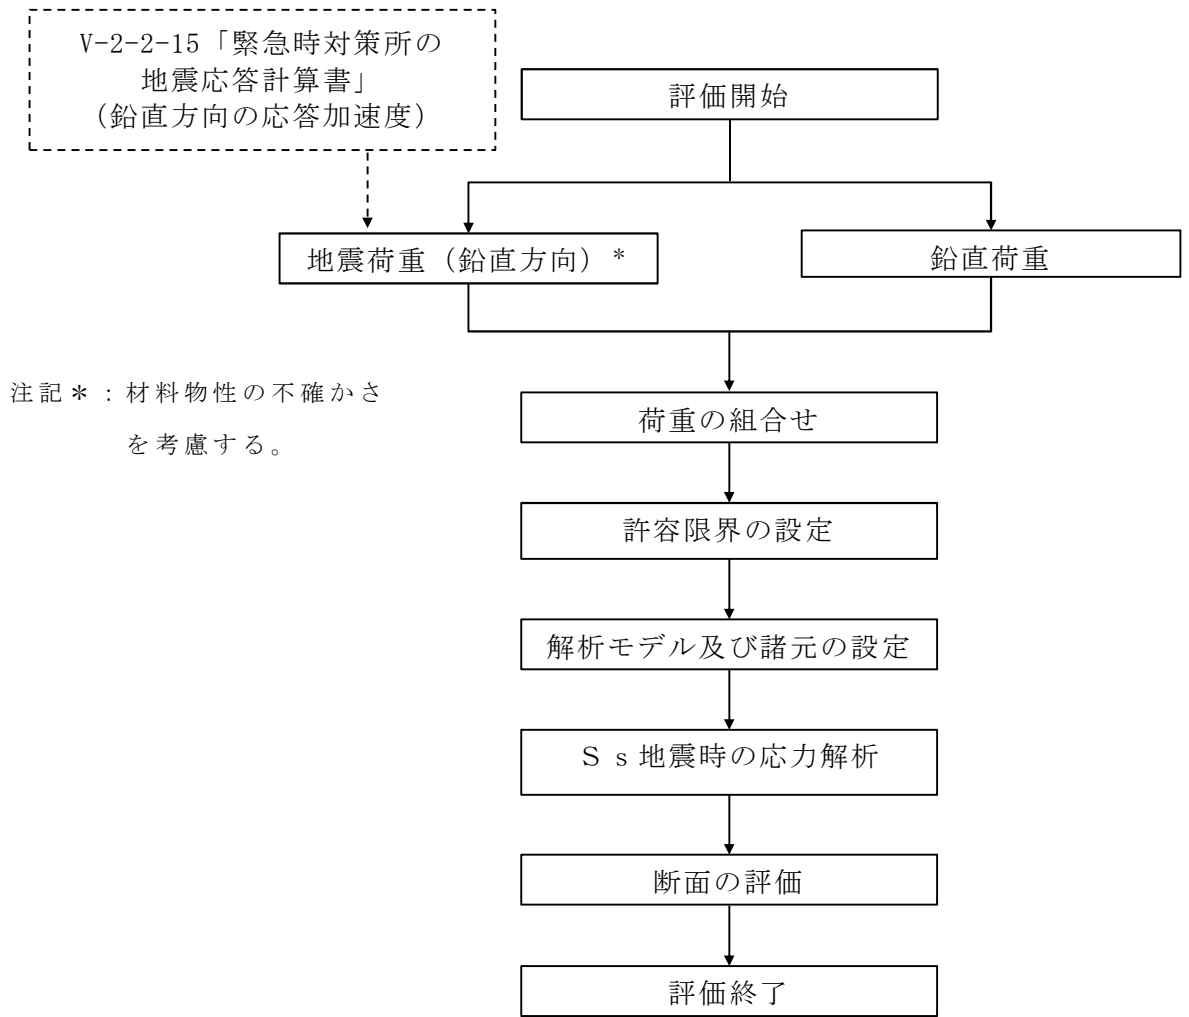 V-2-2-15「緊急時対策所の
地震応答計算書」
（鉛直方向の応答加速度）
評価開始
地震荷重（鉛直方向）*
鉛直荷重
注記＊：材料物性の不確かさ
を考慮する。
荷重の組合せ
許容限界の設定
解析モデル及び諸元の設定
Ｓｓ地震時の応力解析
断面の評価
評価終了